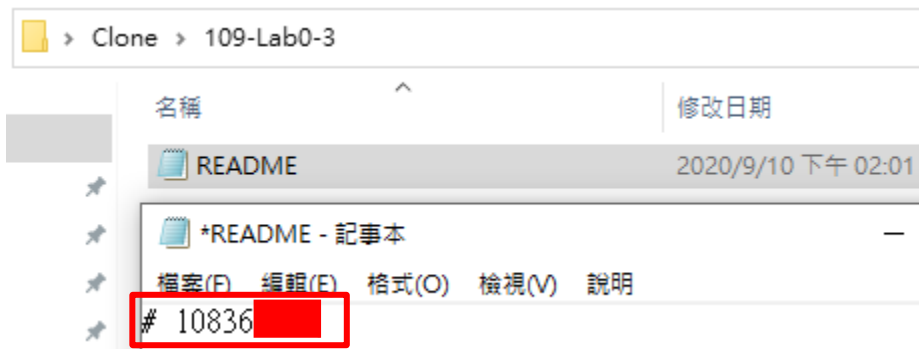 Clone > 109-Lab0-3
名稱 修改日期
README 2020/9/10 下午 02:01
*README - 記事本
檔案(F) 編輯(E) 格式(O) 檢視(V) 說明
# 10836